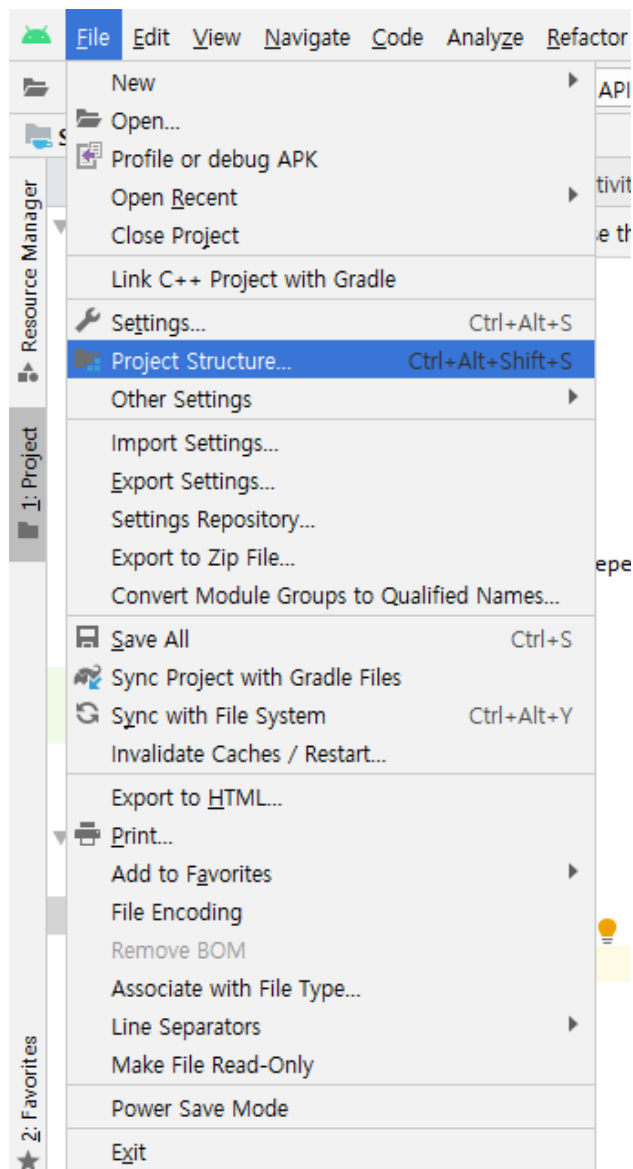 File Edit View Navigate Code Analyze Refactor
New
API
Open...
S
Profile or debug APK
tivit
Open Recent
Close Project
e th
Link C++ Project with Gradle
Settings... Ctrl+Alt+S
Project Structure... Ctrl+Alt+Shift+S
Other Settings
Import Settings...
Export Settings...
Settings Repository...
Export to Zip File...
epe
Convert Module Groups to Qualified Names...
Save All Ctrl+S
Sync Project with Gradle Files
Sync with File System Ctrl+Alt+Y
Invalidate Caches / Restart...
Export to HTML...
Print...
Add to Favorites
File Encoding
Remove BOM
Associate with File Type...
Line Separators
Make File Read-Only
Power Save Mode
Exit
Resource Manager
1: Project
2: Favorites